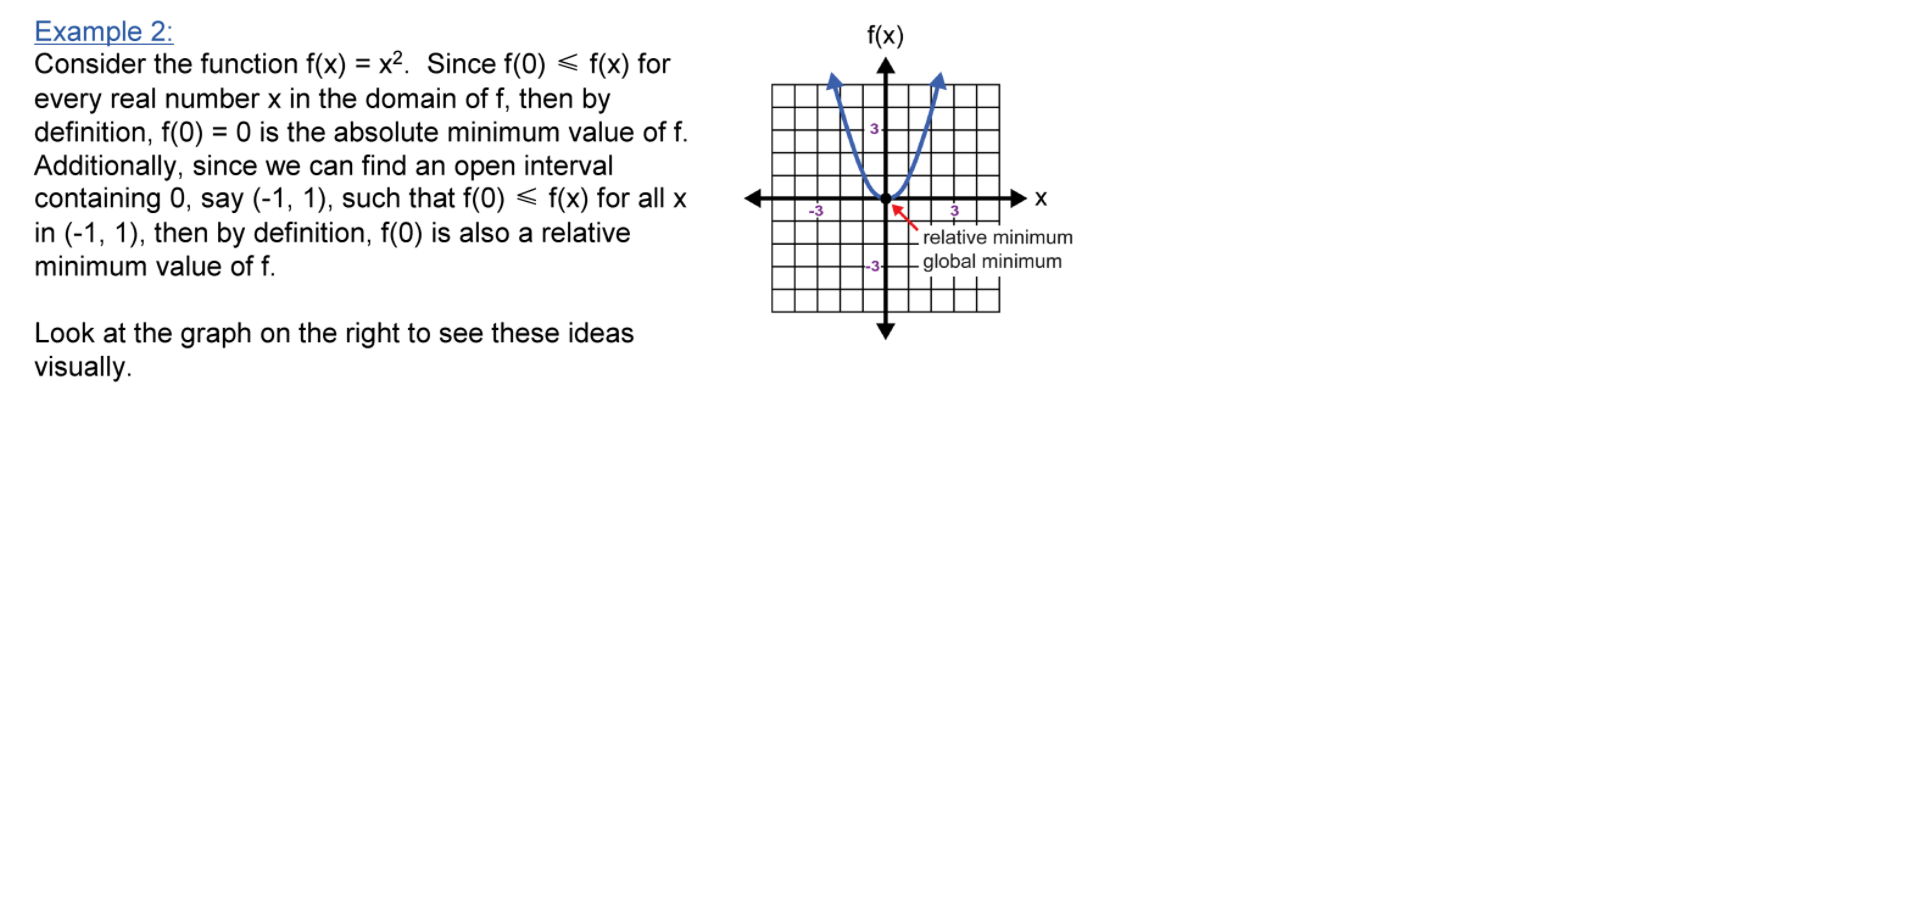 Example 2:
Consider the function f(x) = x². Since f(0) ⩽ f(x) for
every real number x in the domain of f, then by
definition, f(0) = 0 is the absolute minimum value of f.
Additionally, since we can find an open interval
containing 0, say (-1, 1), such that f(0) ⩽ f(x) for all x
in (-1, 1), then by definition, f(0) is also a relative
minimum value of f.
Look at the graph on the right to see these ideas
visually.
f(x)
3
x
-3
3
relative minimum
-3
global minimum